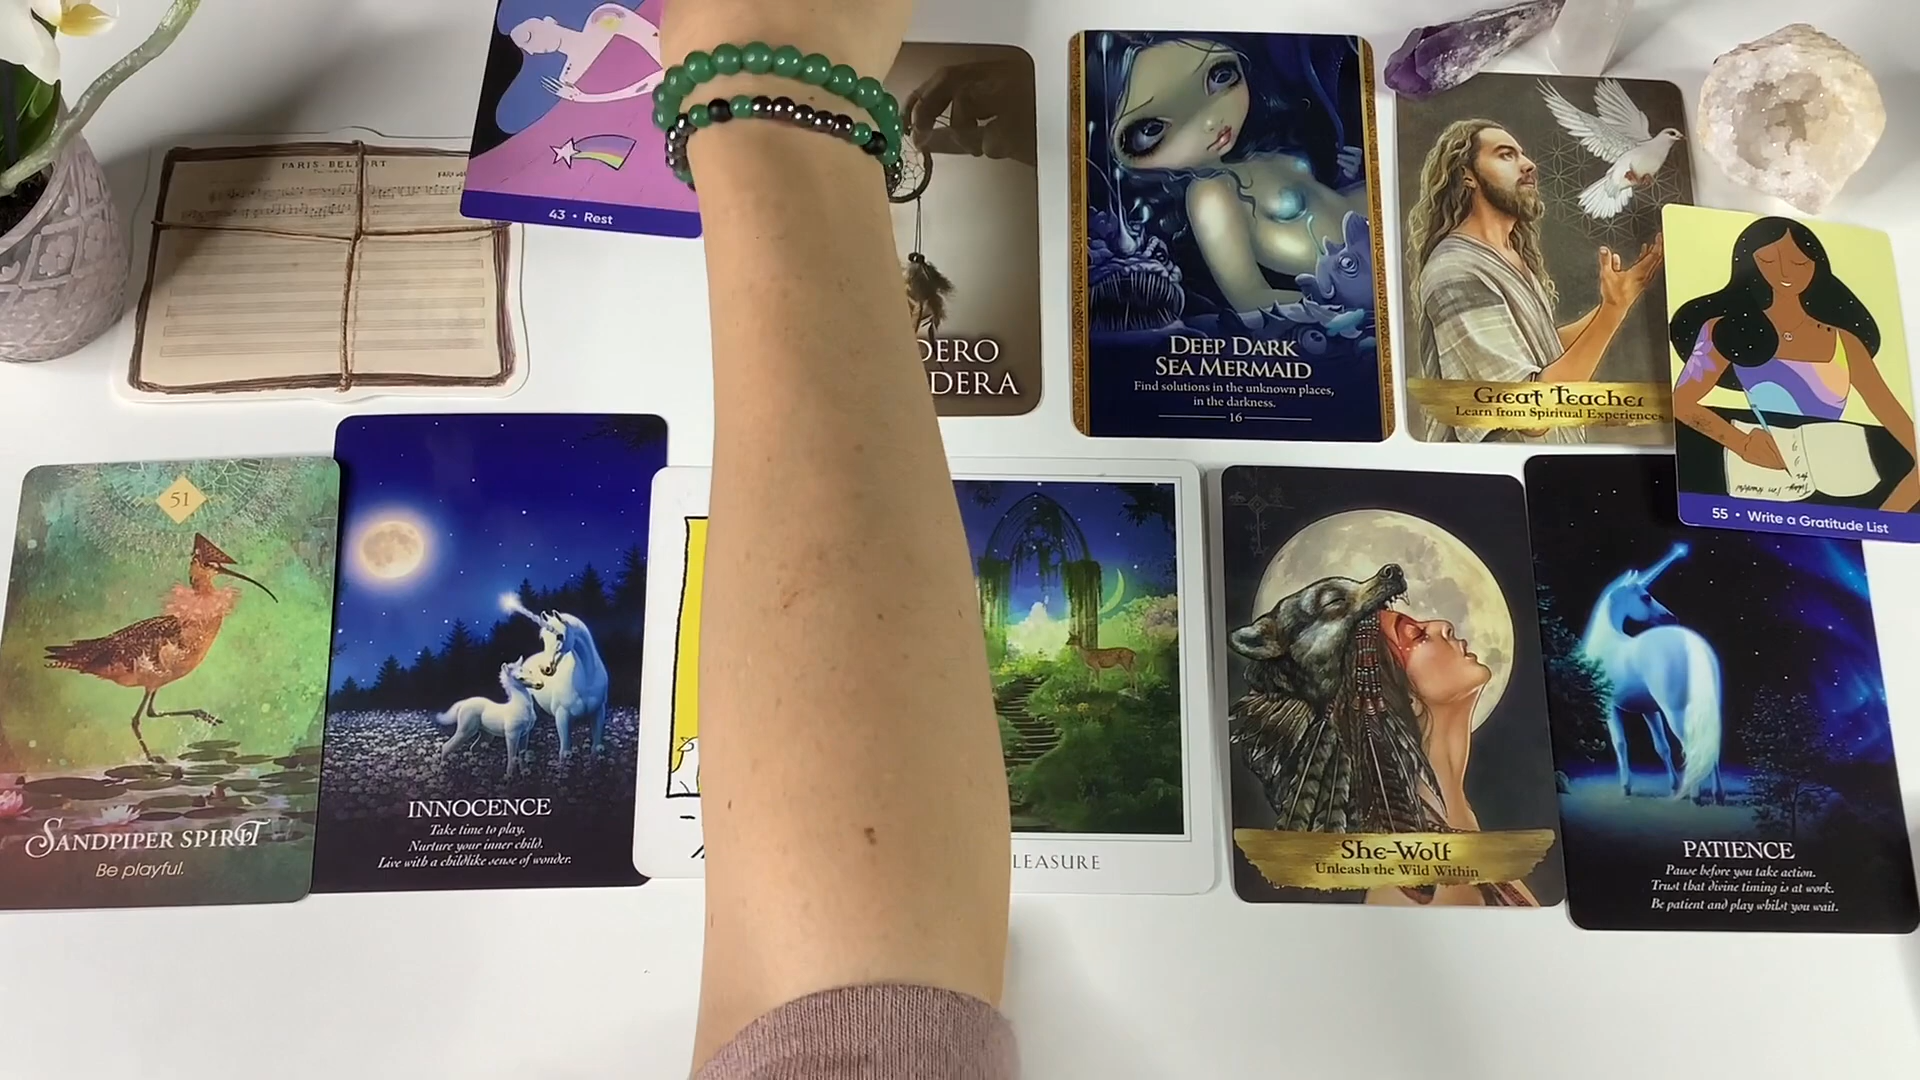 PARIS - BELFORT
43 • Rest
DERO
DERA
DEEP DARK
SEA MERMAID
Find solutions in the unknown places,
in the darkness.
16
Great Teacher
Learn from Spiritual Experiences
55 • Write a Gratitude List
51
SANDPIPER SPIRIT
Be playful.
INNOCENCE
Take time to play.
Nurture your inner child.
Live with a childlike sense of wonder.
LEASURE
She-Wolf
Unleash the Wild Within
PATIENCE
Pause before you take action.
Trust that divine timing is at work.
Be patient and play whilst you wait.